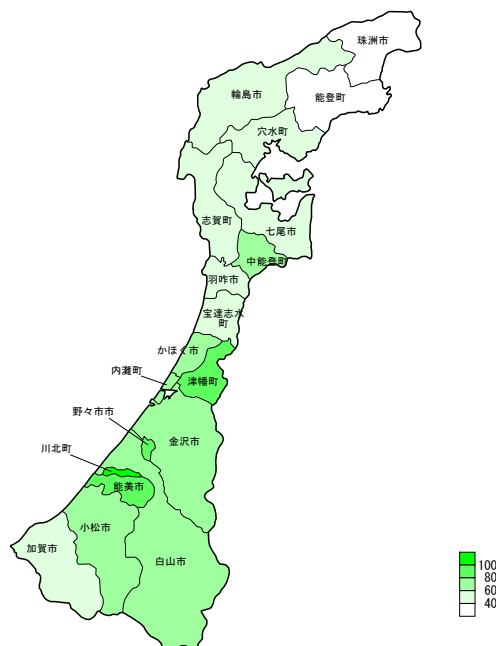 珠洲市
輪島市
能登町
穴水町
志賀町
七尾市
中能登町
羽咋市
宝達志水
町
かほく市
内灘町
津幡町
野々市市
金沢市
川北町
能美市
小松市
加賀市
白山市
100
80
60
40